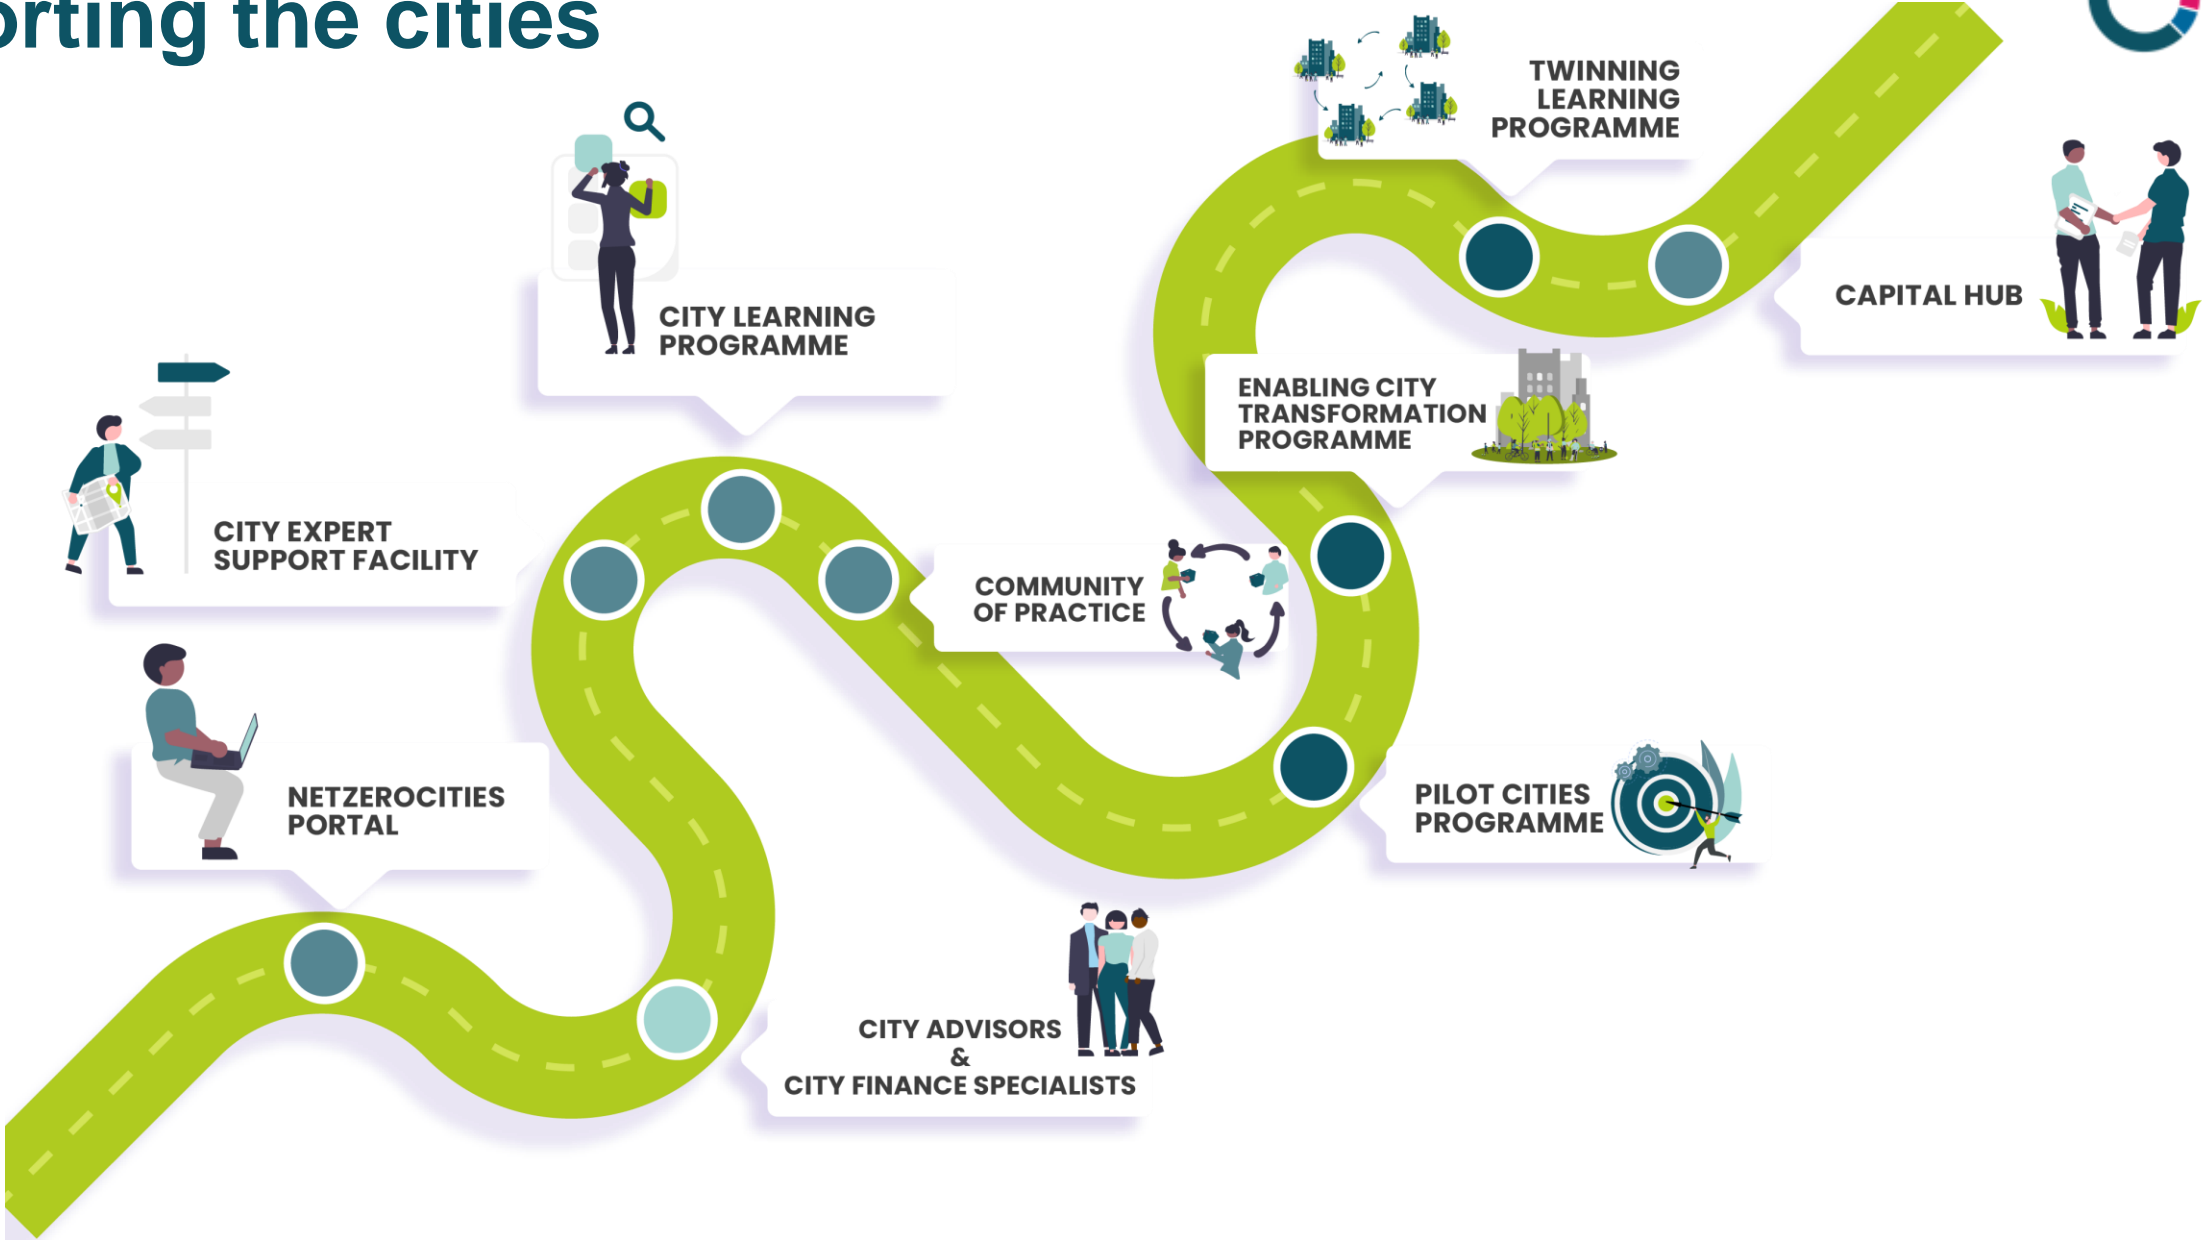 orting the cities
TWINNING
LEARNING
PROGRAMME
CAPITAL HUB
CITY LEARNING
PROGRAMME
ENABLING CITY
TRANSFORMATION
PROGRAMME
CITY EXPERT
SUPPORT FACILITY
COMMUNITY
OF PRACTICE
NETZEROCITIES
PORTAL
PILOT CITIES
PROGRAMME
CITY ADVISORS
&
CITY FINANCE SPECIALISTS